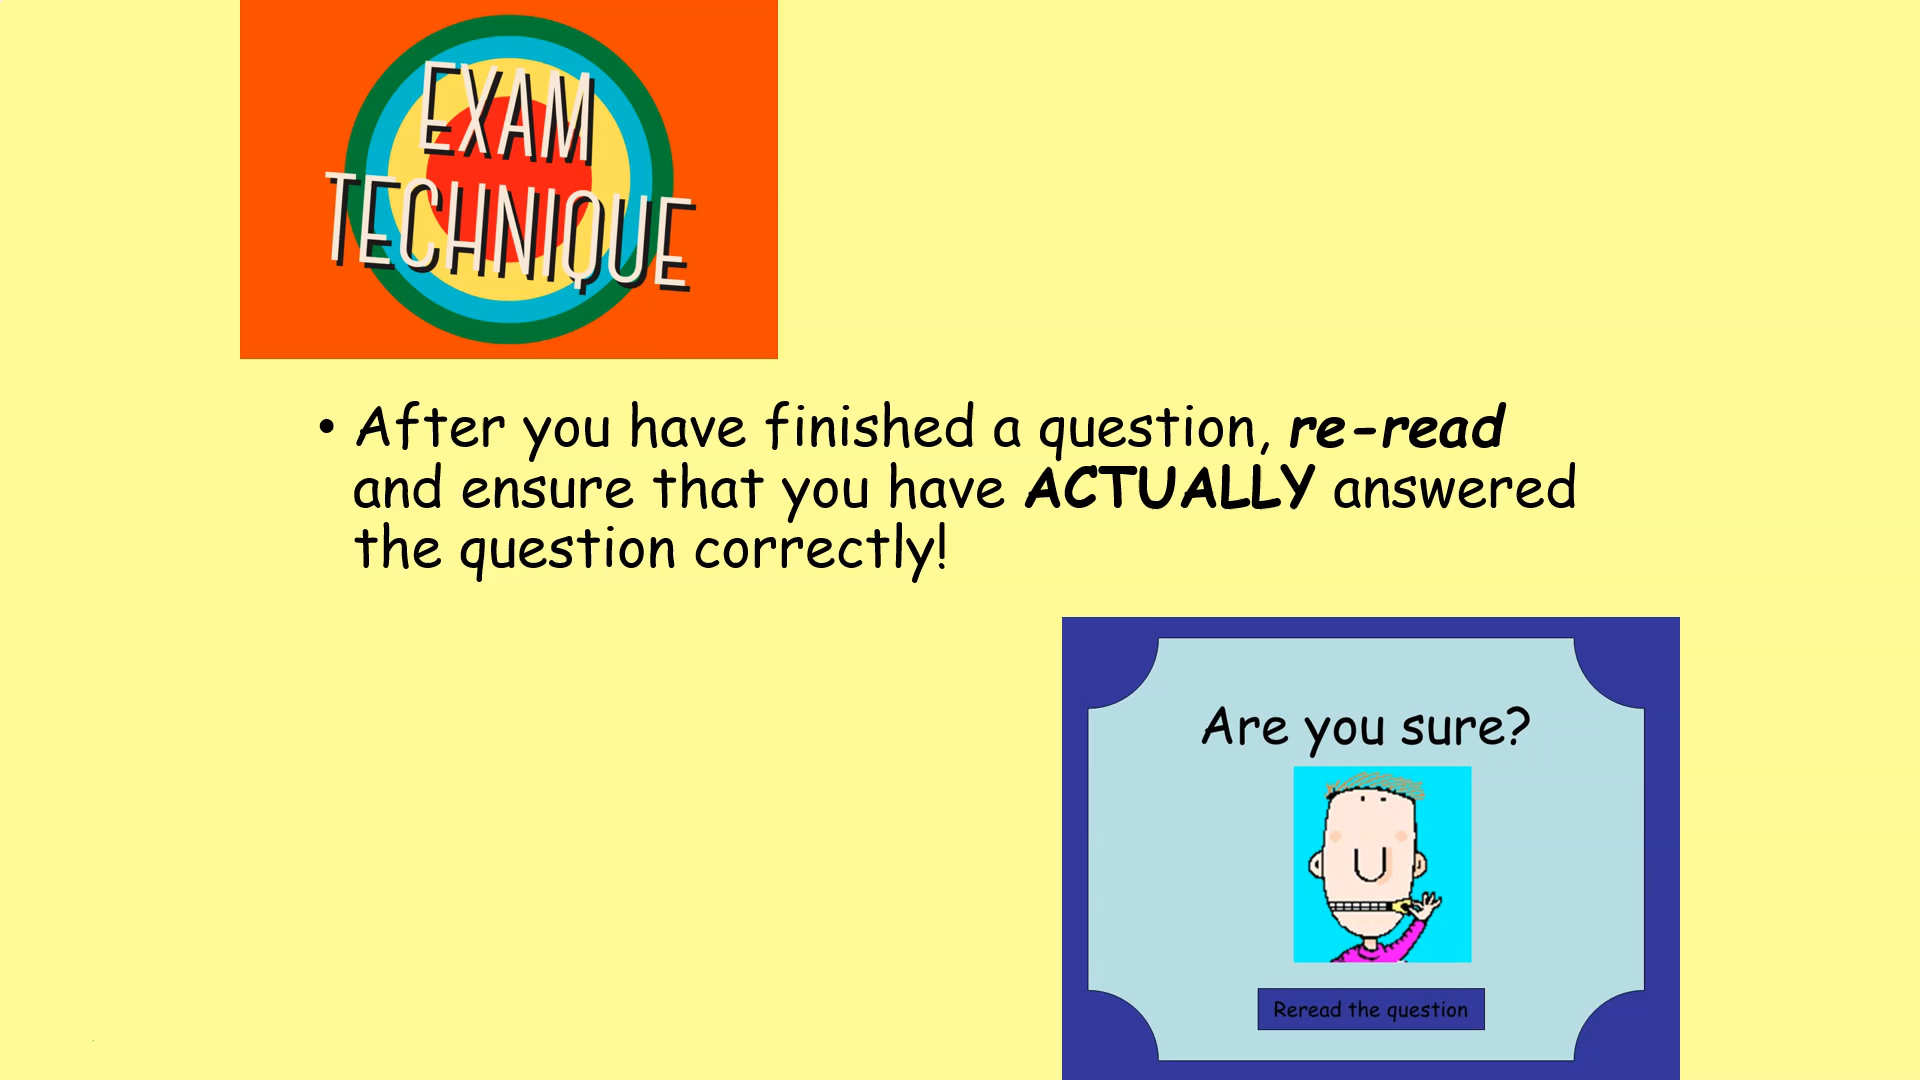 EXAM
TECHNIQUE
• After you have finished a question, re-read
and ensure that you have ACTUALLY answered
the question correctly!
Are you sure?
Reread the question